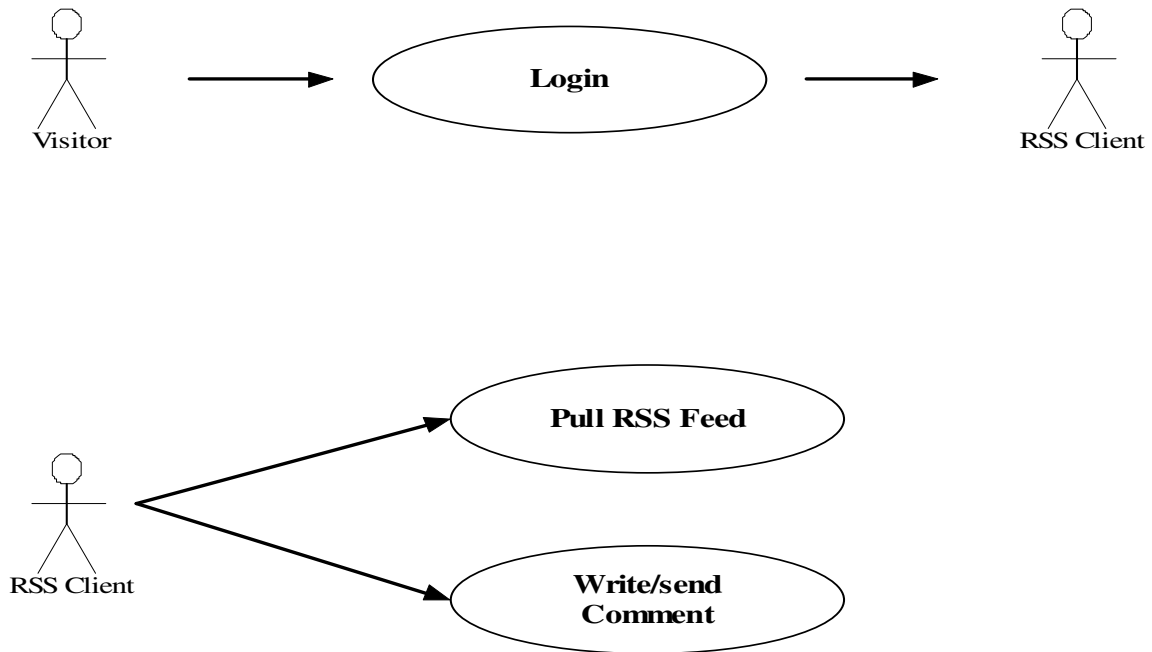 Login
Visitor
RSS Client
Pull RSS Feed
RSS Client
Write/send
Comment